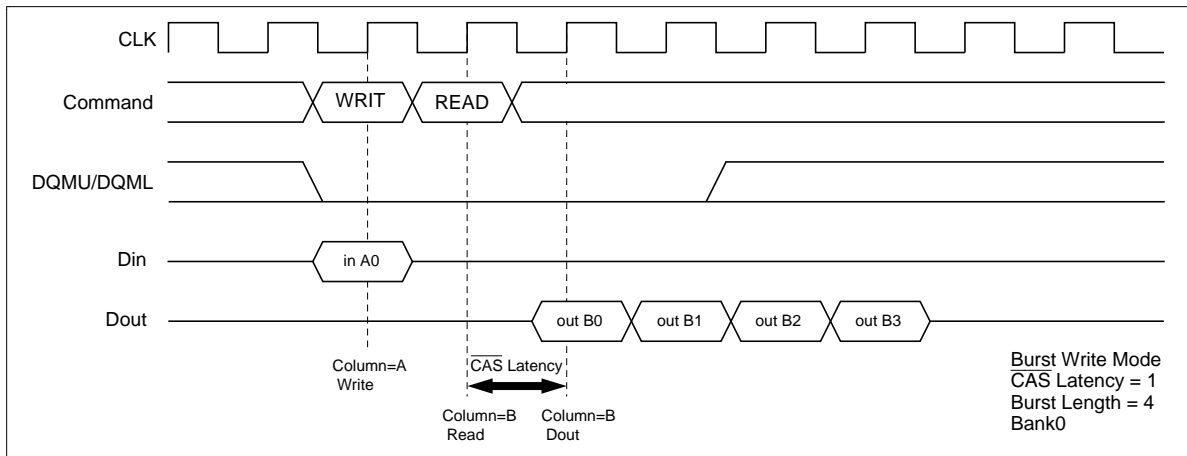 CLK
Command
WRIT
READ
DQMU/DQML
Din
in A0
Dout
out B0
out B1
out B2
out B3
Column=A
Write
CAS Latency
Column=B
Read
Column=B
Dout
Burst Write Mode
CAS Latency = 1
Burst Length = 4
Bank0